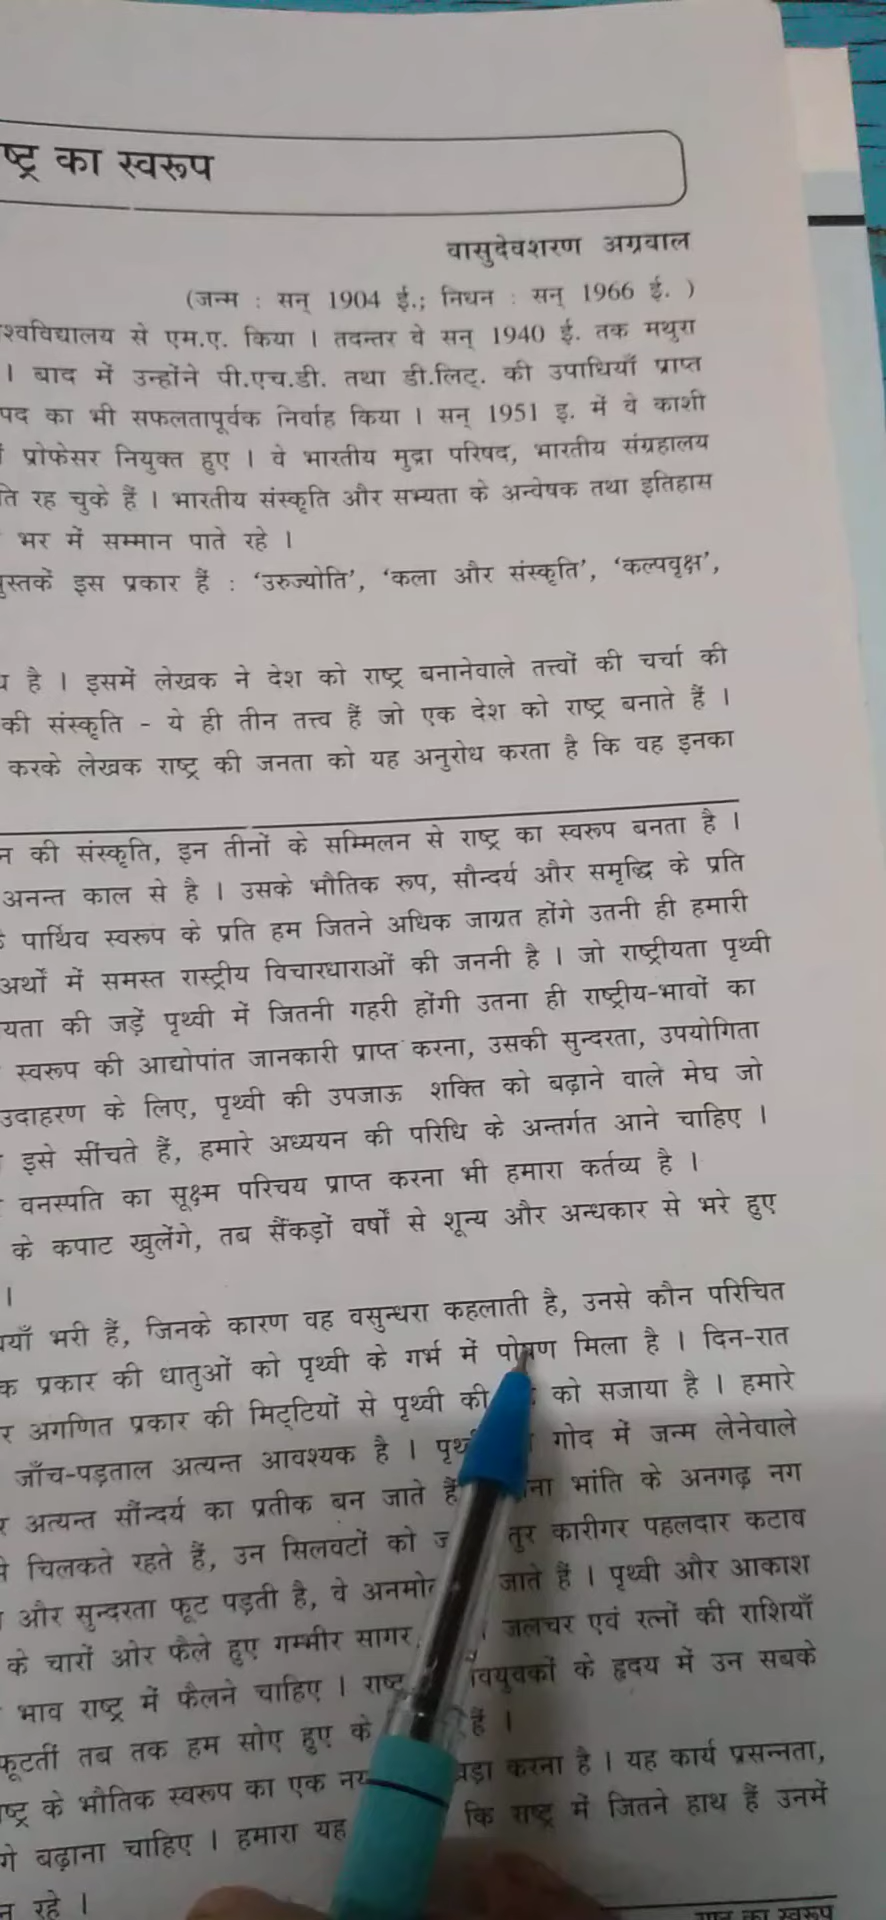 ष्ट्र का स्वरूप
वासुदेवशरण अग्रवाल
(जन्म : सन् 1904 ई.; निधन : सन् 1966 ई. )
श्वविद्यालय से एम.ए. किया । तदन्तर वे सन् 1940 ई. तक मथुरा
। बाद में उन्होंने पी.एच.डी. तथा डी.लिट्. की उपाधियाँ प्राप्त
पद का भी सफलतापूर्वक निर्वाह किया । सन् 1951 इ. में वे काशी
प्रोफेसर नियुक्त हुए । वे भारतीय मुद्रा परिषद, भारतीय संग्रहालय
ति रह चुके हैं । भारतीय संस्कृति और सभ्यता के अन्वेषक तथा इतिहास
भर में सम्मान पाते रहे ।
पुस्तकें इस प्रकार हैं : ‘उरुज्योति’, ‘कला और संस्कृति’, ‘कल्पवृक्ष’,
है । इसमें लेखक ने देश को राष्ट्र बनानेवाले तत्त्वों की चर्चा की
की संस्कृति - ये ही तीन तत्त्व हैं जो एक देश को राष्ट्र बनाते हैं ।
करके लेखक राष्ट्र की जनता को यह अनुरोध करता है कि वह इनका
न की संस्कृति, इन तीनों के सम्मिलन से राष्ट्र का स्वरूप बनता है ।
अनन्त काल से है । उसके भौतिक रूप, सौन्दर्य और समृद्धि के प्रति
पार्थिव स्वरूप के प्रति हम जितने अधिक जाग्रत होंगे उतनी ही हमारी
अर्थों में समस्त रास्ट्रीय विचारधाराओं की जननी है । जो राष्ट्रीयता पृथ्वी
यता की जड़ें पृथ्वी में जितनी गहरी होंगी उतना ही राष्ट्रीय-भावों का
स्वरूप की आद्योपांत जानकारी प्राप्त करना, उसकी सुन्दरता, उपयोगिता
उदाहरण के लिए, पृथ्वी की उपजाऊ शक्ति को बढ़ाने वाले मेघ जो
इसे सींचते हैं, हमारे अध्ययन की परिधि के अन्तर्गत आने चाहिए ।
वनस्पति का सूक्ष्म परिचय प्राप्त करना भी हमारा कर्तव्य है ।
के कपाट खुलेंगे, तब सैंकड़ों वर्षों से शून्य और अन्धकार से भरे हुए
।
याँ भरी हैं, जिनके कारण वह वसुन्धरा कहलाती है, उनसे कौन परिचित
क प्रकार की धातुओं को पृथ्वी के गर्भ में पोषण मिला है । दिन-रात
र अगणित प्रकार की मिट्टियों से पृथ्वी की को सजाया है । हमारे
जाँच-पड़ताल अत्यन्त आवश्यक है । गोद में जन्म लेनेवाले
र अत्यन्त सौंन्दर्य का प्रतीक बन जाते हैं ना भांति के अनगढ़ नग
चिलकते रहते हैं, उन सिलवटों को तुर कारीगर पहलदार कटाव
और सुन्दरता फूट पड़ती है, वे जाते हैं । पृथ्वी और आकाश
के चारों ओर फैले हुए गम्भीर सागर, जलचर एवं रत्नों की राशियाँ
भाव राष्ट्र में फैलने चाहिए । राष्ट्र वयुवकों के हृदय में उन सबके
फूटतीं तब तक हम सोए हुए के हैं ।
ष्ट्र के भौतिक स्वरूप का एक करना है । यह कार्य प्रसन्नता,
गे बढ़ाना चाहिए । हमारा यह कि राष्ट्र में जितने हाथ हैं उनमें
न रहे ।